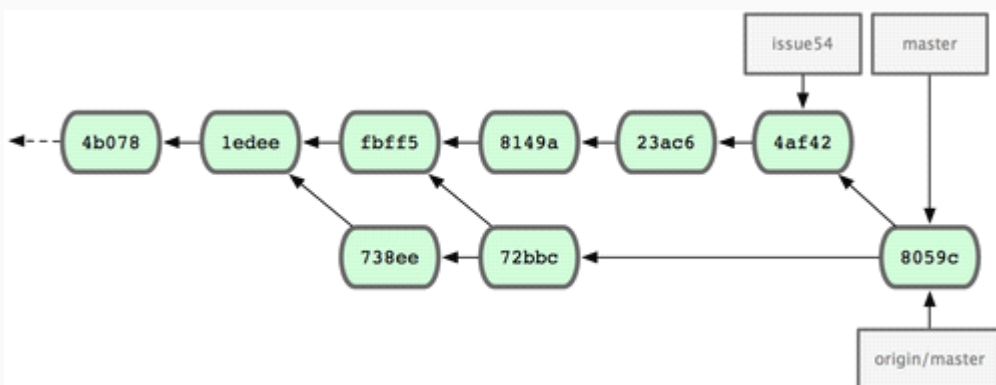 issue54
master
4b078
1edee
fbff5
8149a
23ac6
4af42
738ee
72bbc
8059c
origin/master